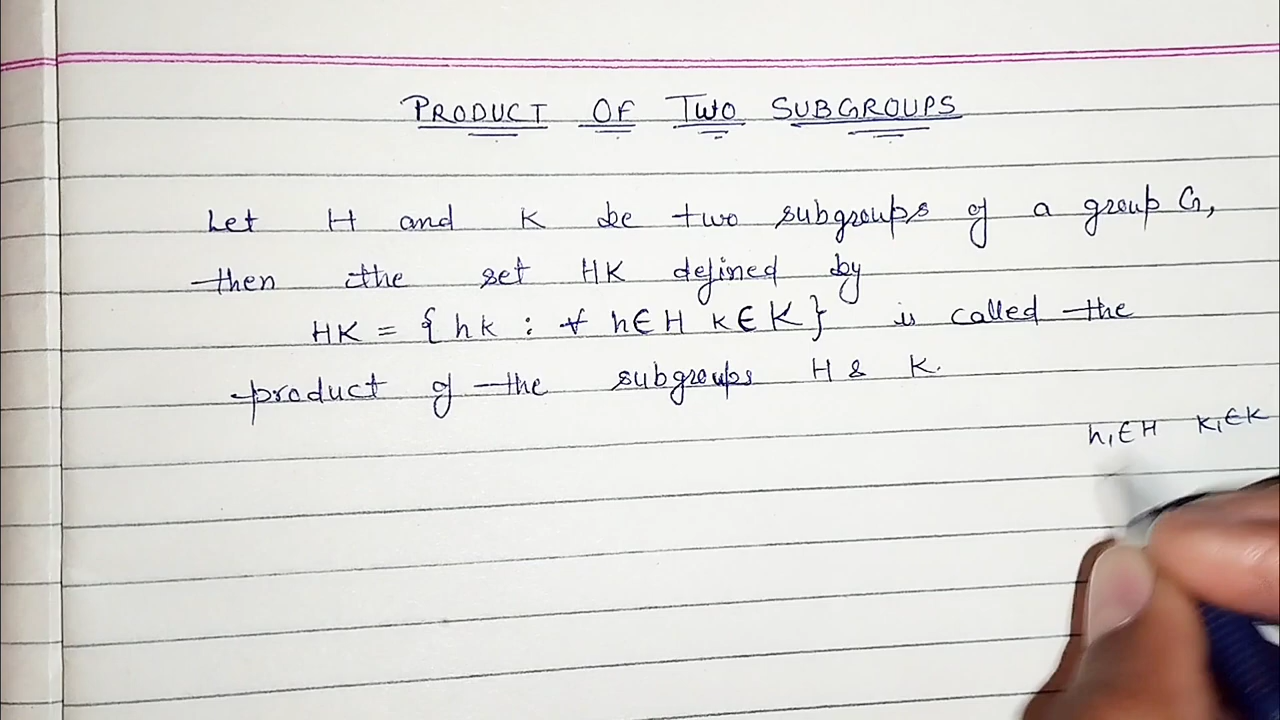 PRODUCT OF TWO SUBGROUPS
Let H and K be two subgroups of a group G,
then the set HK defined by
HK = { hk : ∀ h∈H k∈K } is called the
product of the subgroups H & K.
h₁∈H k₁∈K